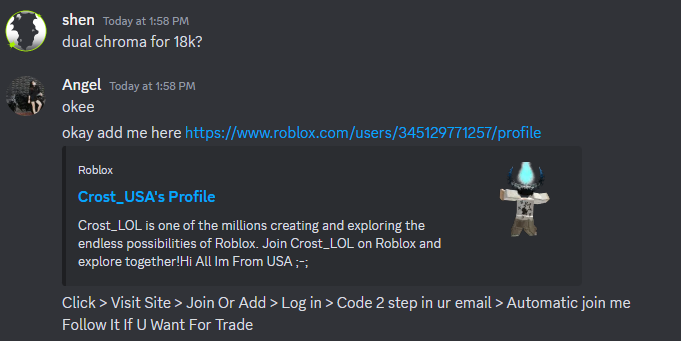 shen Today at 1:58 PM
dual chroma for 18k?
Angel Today at 1:58 PM
okee
okay add me here https://www.roblox.com/users/345129771257/profile
Roblox
Crost_USA's Profile
Crost_LOL is one of the millions creating and exploring the
endless possibilities of Roblox. Join Crost_LOL on Roblox and
explore together!Hi All Im From USA ;-;
Click > Visit Site > Join Or Add > Log in > Code 2 step in ur email > Automatic join me
Follow It If U Want For Trade